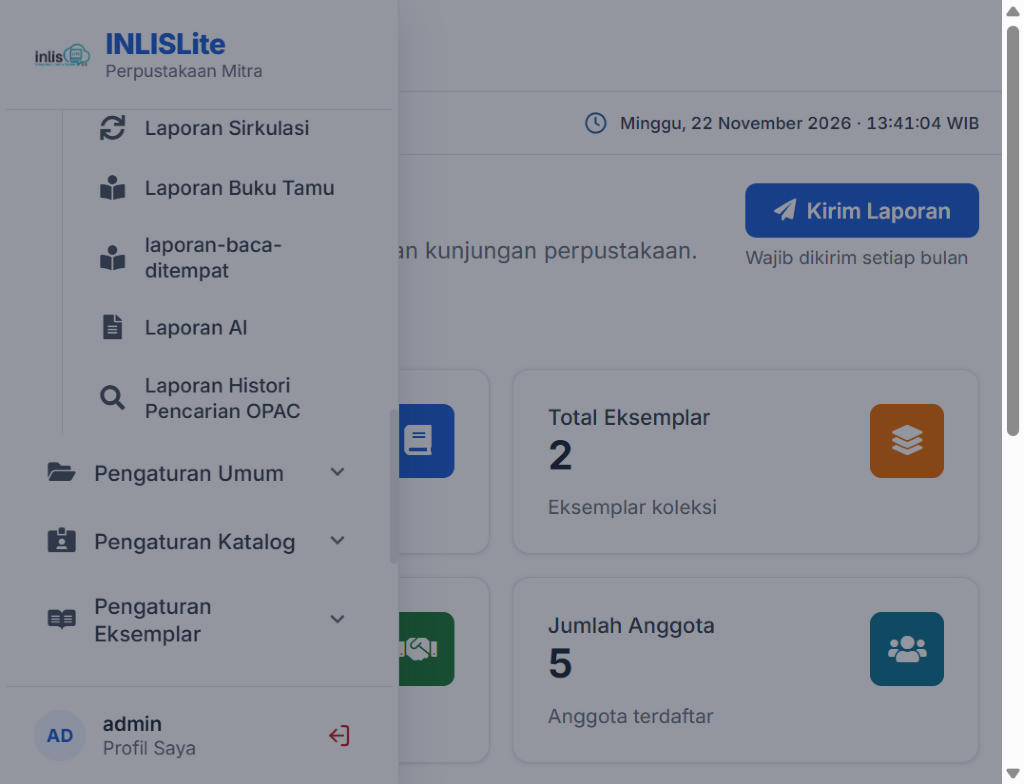 inlis
INLISLite
Perpustakaan Mitra
Laporan Sirkulasi
Laporan Buku Tamu
laporan-baca-
ditempat
Laporan AI
Laporan Histori
Pencarian OPAC
Pengaturan Umum
Pengaturan Katalog
Pengaturan
Eksemplar
AD
admin
Profil Saya
Minggu, 22 November 2026 · 13:41:04 WIB
Kirim Laporan
an kunjungan perpustakaan.
Wajib dikirim setiap bulan
Total Eksemplar
2
Eksemplar koleksi
Jumlah Anggota
5
Anggota terdaftar